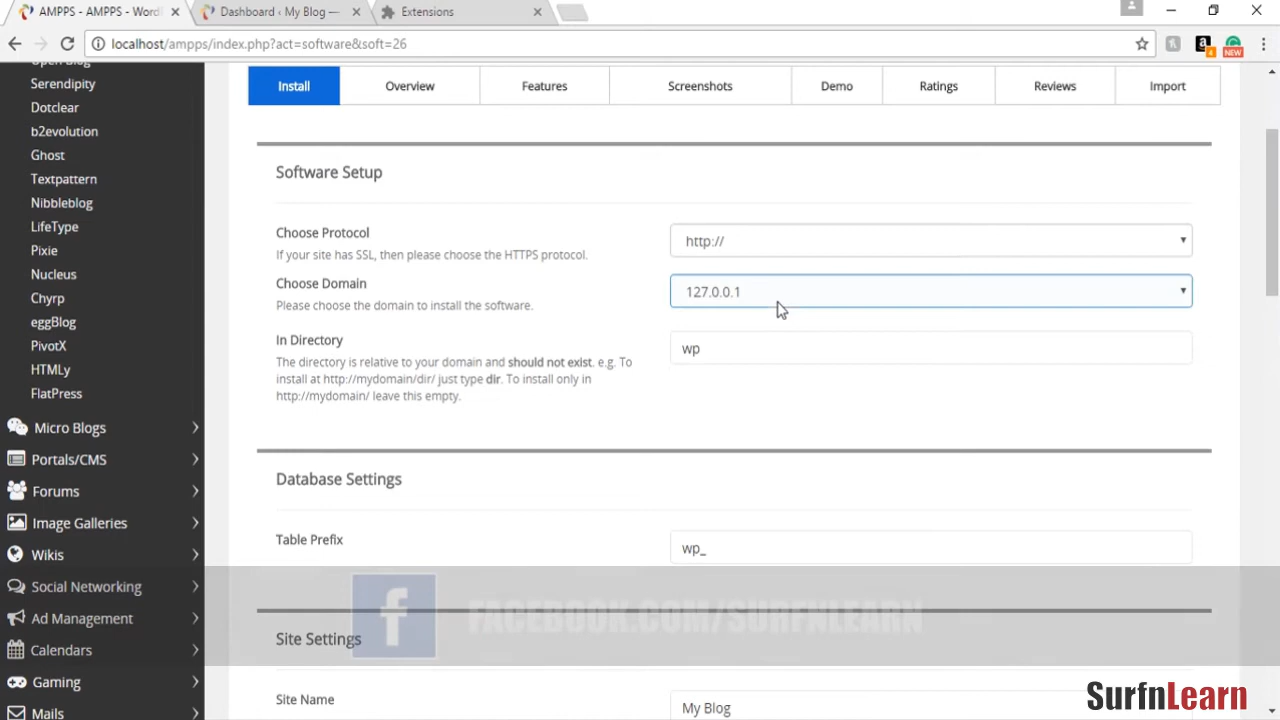 AMPPS - AMPPS - Word
Dashboard ‹ My Blog —
Extensions
localhost/ampps/index.php?act=software&soft=26
4
NEW
Serendipity
Dotclear
b2evolution
Ghost
Textpattern
Nibbleblog
LifeType
Pixie
Nucleus
Chyrp
eggBlog
PivotX
HTMLy
FlatPress
Micro Blogs
Portals/CMS
Forums
Image Galleries
Wikis
Social Networking
Ad Management
Calendars
Gaming
Mails
Install
Overview
Features
Screenshots
Demo
Ratings
Reviews
Import
Software Setup
Choose Protocol
If your site has SSL, then please choose the HTTPS protocol.
http://
Choose Domain
Please choose the domain to install the software.
127.0.0.1
In Directory
The directory is relative to your domain and should not exist. e.g. To
install at http://mydomain/dir/ just type dir. To install only in
http://mydomain/ leave this empty.
wp
Database Settings
Table Prefix
wp_
FACEBOOK.COM/SURFNLEARN
Site Settings
Site Name
My Blog
SurfnLearn